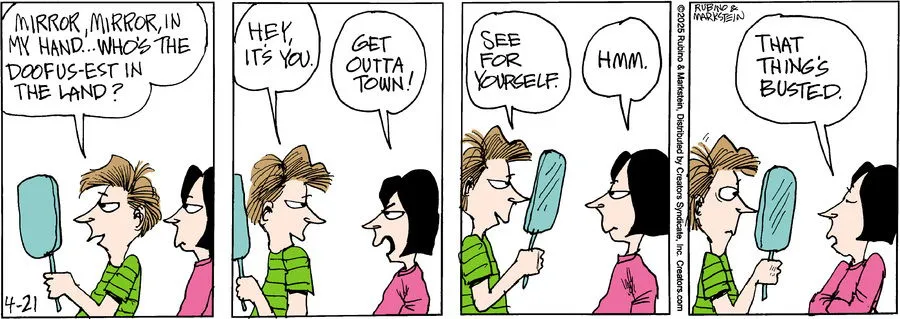 MIRROR, MIRROR, IN
MY HAND...WHO'S THE
DOOFUS-EST IN
THE LAND?
4-21
HEY,
IT'S YOU.
GET
OUTTA
TOWN!
SEE
FOR
YOURSELF.
HMM.
©2025 Rubino & Markstein, Distributed by Creators Syndicate, Inc. Creators.com
RUBINO &
MARKSTEIN
THAT
THING'S
BUSTED.